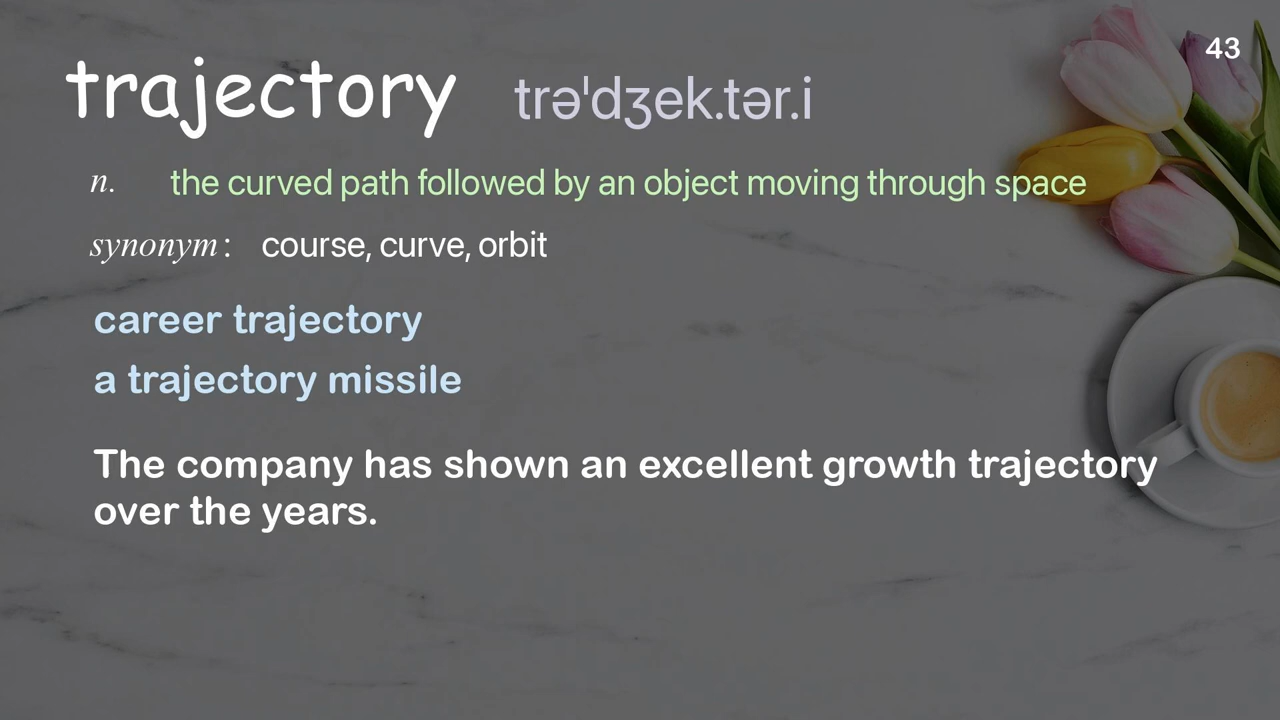 43
trajectory trəˈdʒek.tər.i
n. the curved path followed by an object moving through space
synonym: course, curve, orbit
career trajectory
a trajectory missile
The company has shown an excellent growth trajectory
over the years.